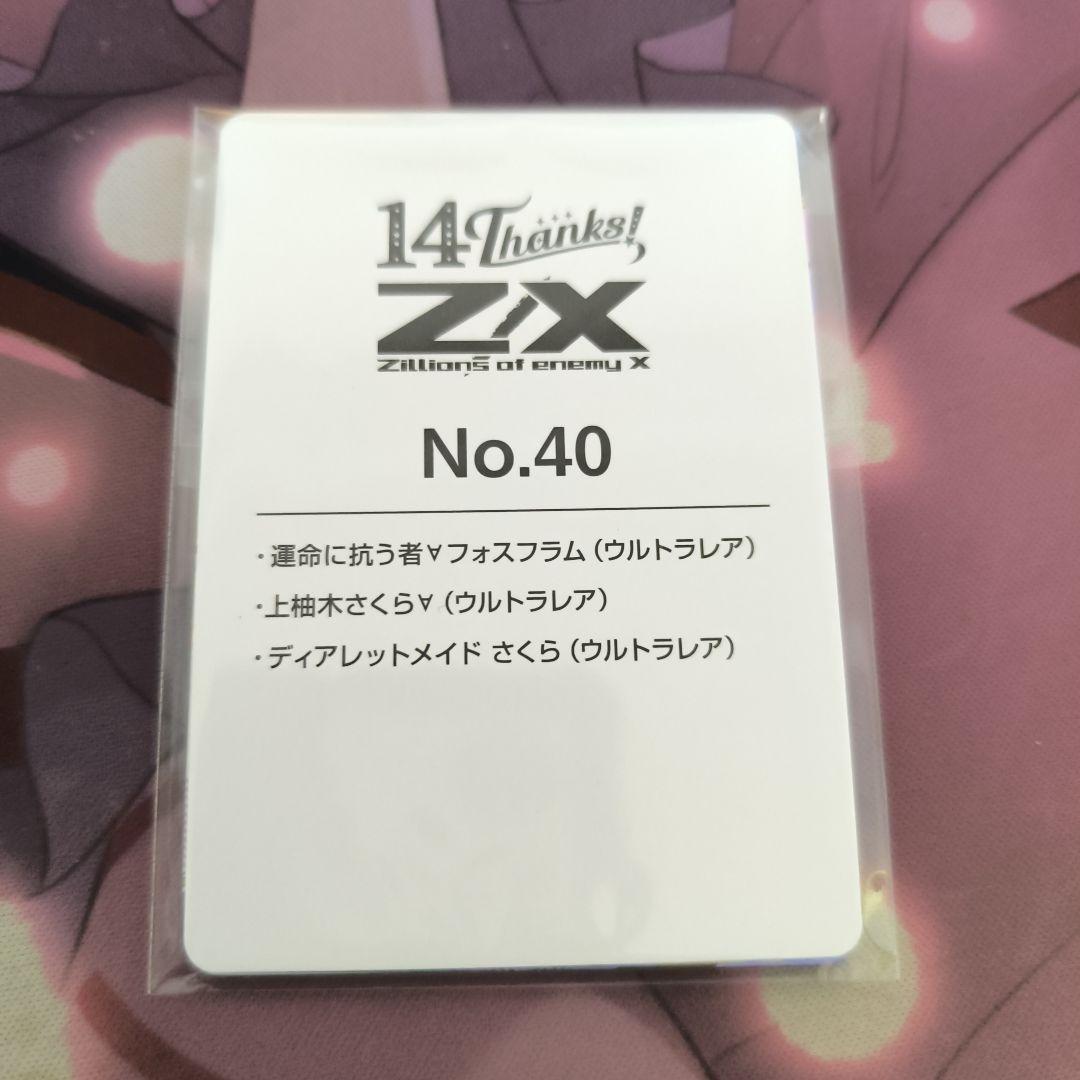 14 Thanks!
Z/X
Zillions of enemy X
No.40
・運命に抗う者∀フォスフラム（ウルトラレア）
・上柚木さくら∀（ウルトラレア）
・ディアレットメイド さくら（ウルトラレア）